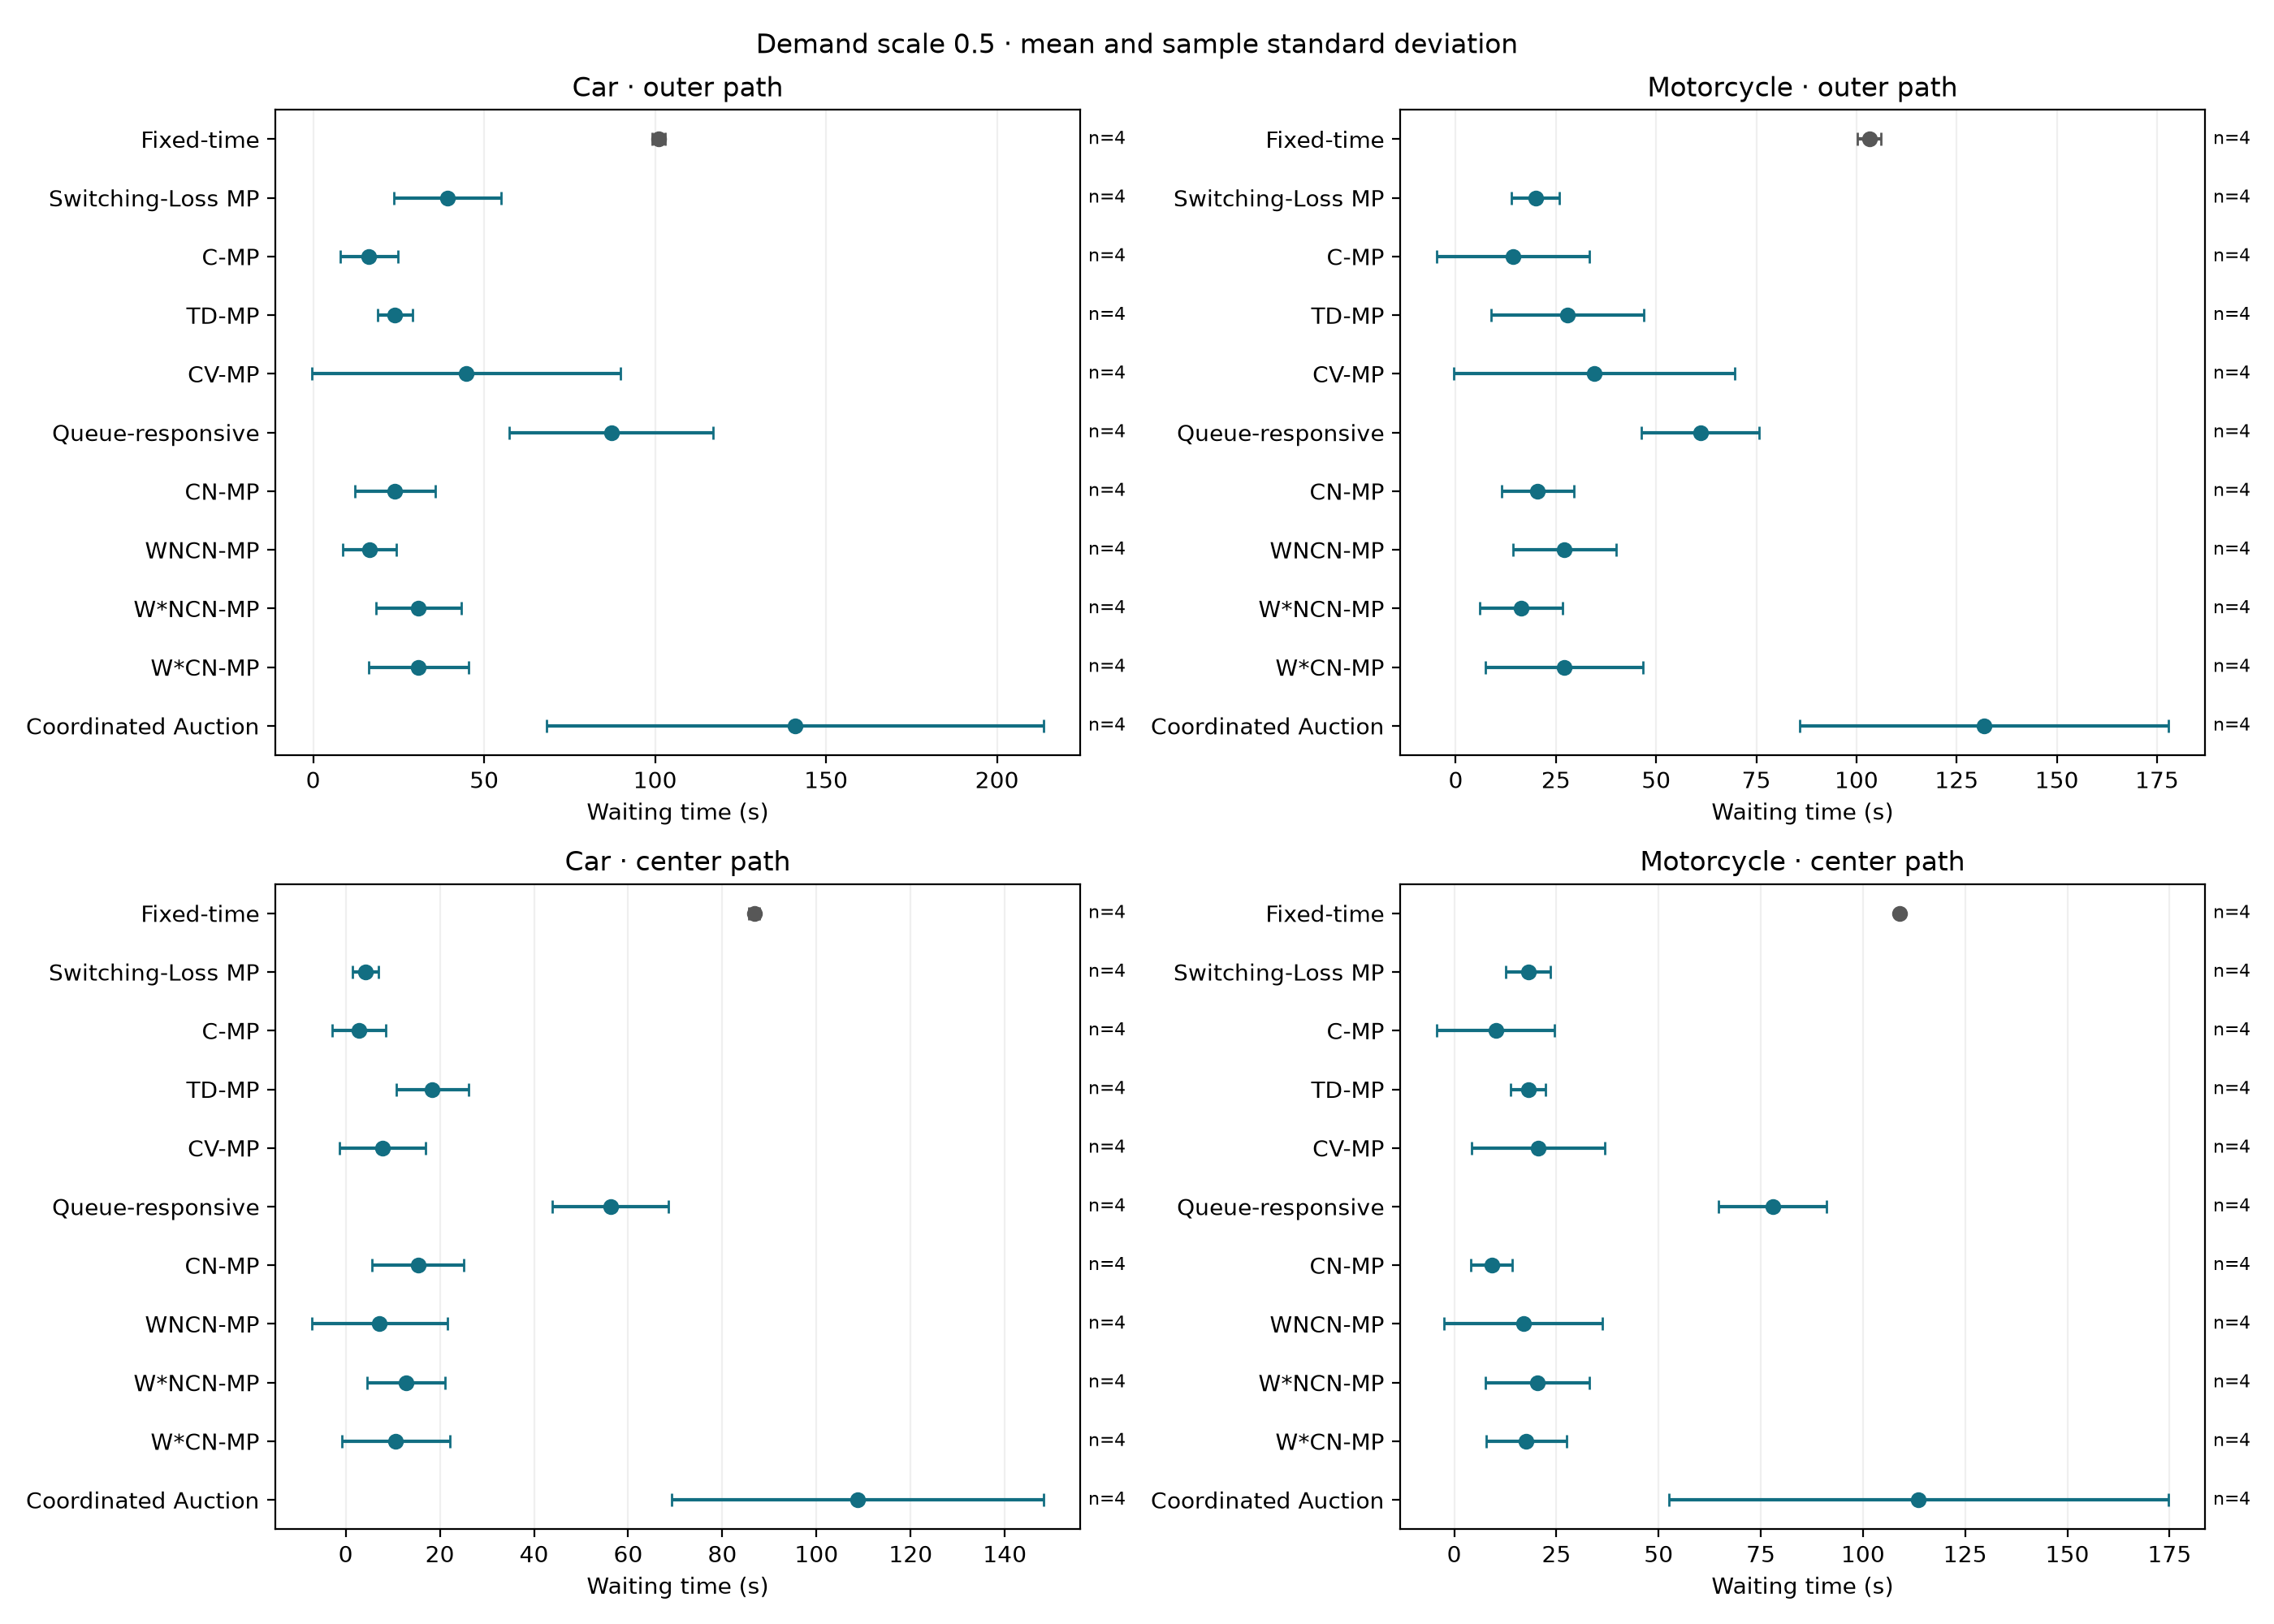 Demand scale 0.5 · mean and sample standard deviation
Car · outer path
Fixed-time n=4
Switching-Loss MP n=4
C-MP n=4
TD-MP n=4
CV-MP n=4
Queue-responsive n=4
CN-MP n=4
WNCN-MP n=4
W*NCN-MP n=4
W*CN-MP n=4
Coordinated Auction n=4
0 50 100 150 200
Waiting time (s)
Motorcycle · outer path
Fixed-time n=4
Switching-Loss MP n=4
C-MP n=4
TD-MP n=4
CV-MP n=4
Queue-responsive n=4
CN-MP n=4
WNCN-MP n=4
W*NCN-MP n=4
W*CN-MP n=4
Coordinated Auction n=4
0 25 50 75 100 125 150 175
Waiting time (s)
Car · center path
Fixed-time n=4
Switching-Loss MP n=4
C-MP n=4
TD-MP n=4
CV-MP n=4
Queue-responsive n=4
CN-MP n=4
WNCN-MP n=4
W*NCN-MP n=4
W*CN-MP n=4
Coordinated Auction n=4
0 20 40 60 80 100 120 140
Waiting time (s)
Motorcycle · center path
Fixed-time n=4
Switching-Loss MP n=4
C-MP n=4
TD-MP n=4
CV-MP n=4
Queue-responsive n=4
CN-MP n=4
WNCN-MP n=4
W*NCN-MP n=4
W*CN-MP n=4
Coordinated Auction n=4
0 25 50 75 100 125 150 175
Waiting time (s)